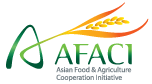 AFACI
Asian Food & Agriculture
Cooperation Initiative